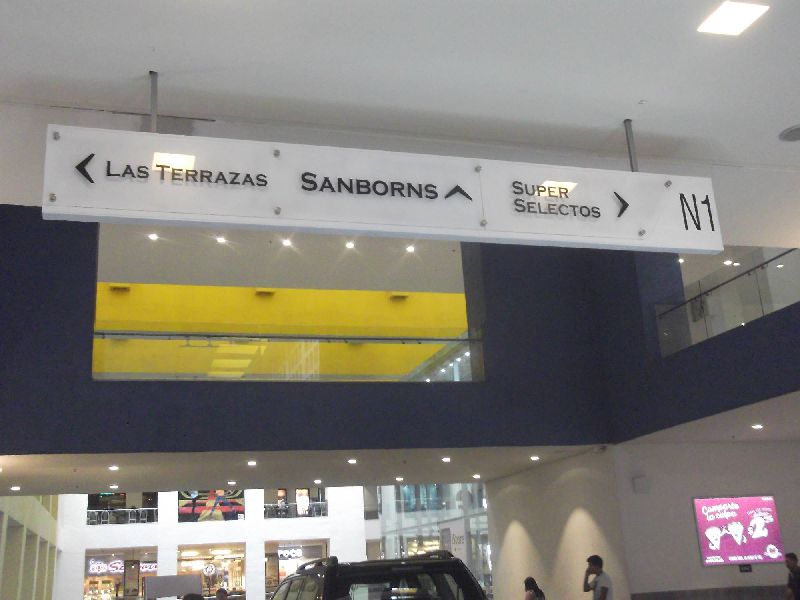 LAS TERRAZAS
SANBORNS
SUPER
SELECTOS
N1